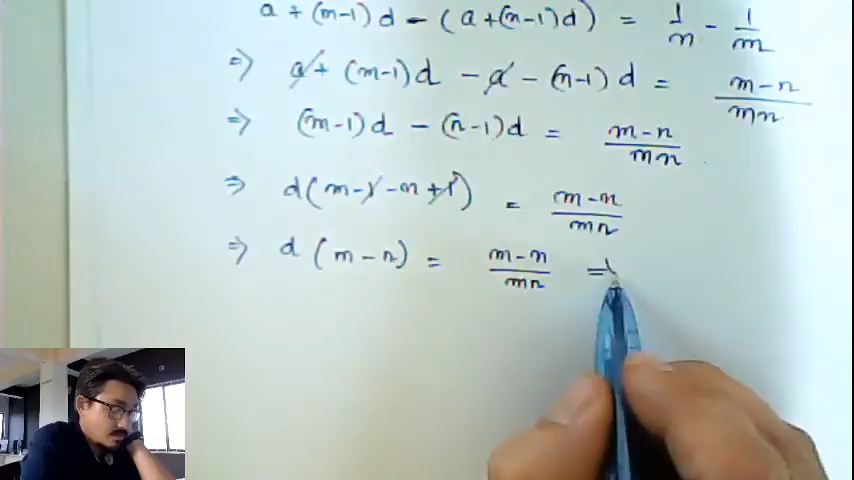 a + (m-1) d - (a+(n-1)d) = 1/n - 1/m
⇒ a + (m-1)d - a - (n-1) d = m-n/mn
⇒ (m-1)d - (n-1)d = m-n/mn
⇒ d(m-1-n+1) = m-n/mn
⇒ d (m-n) = m-n/mn =